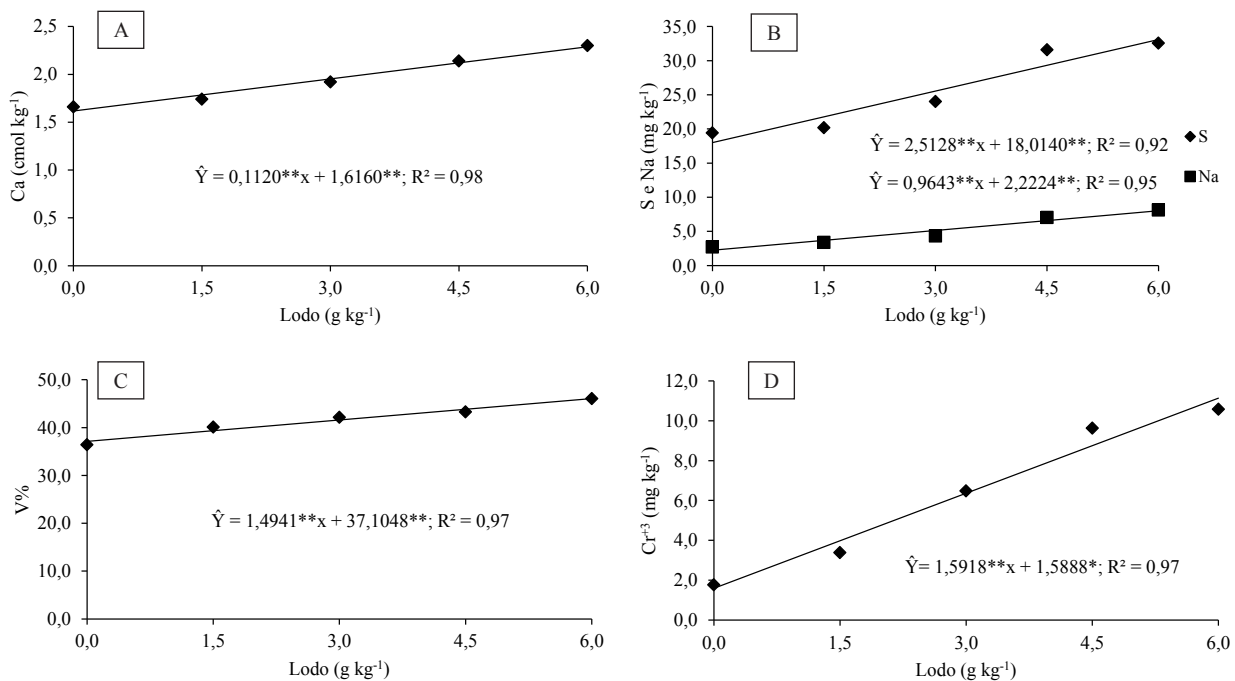 A
Ca (cmol kg⁻¹)
2,5
2,0
1,5
1,0
0,5
0,0
Ŷ = 0,1120**x + 1,6160**; R² = 0,98
0,0 1,5 3,0 4,5 6,0
Lodo (g kg⁻¹)
B
S e Na (mg kg⁻¹)
35,0
30,0
25,0
20,0
15,0
10,0
5,0
0,0
Ŷ = 2,5128**x + 18,0140**; R² = 0,92
Ŷ = 0,9643**x + 2,2224**; R² = 0,95
S
Na
0,0 1,5 3,0 4,5 6,0
Lodo (g kg⁻¹)
C
V%
50,0
40,0
30,0
20,0
10,0
0,0
Ŷ = 1,4941**x + 37,1048**; R² = 0,97
0,0 1,5 3,0 4,5 6,0
Lodo (g kg⁻¹)
D
Cr⁺³ (mg kg⁻¹)
12,0
10,0
8,0
6,0
4,0
2,0
0,0
Ŷ= 1,5918**x + 1,5888*; R² = 0,97
0,0 1,5 3,0 4,5 6,0
Lodo (g kg⁻¹)